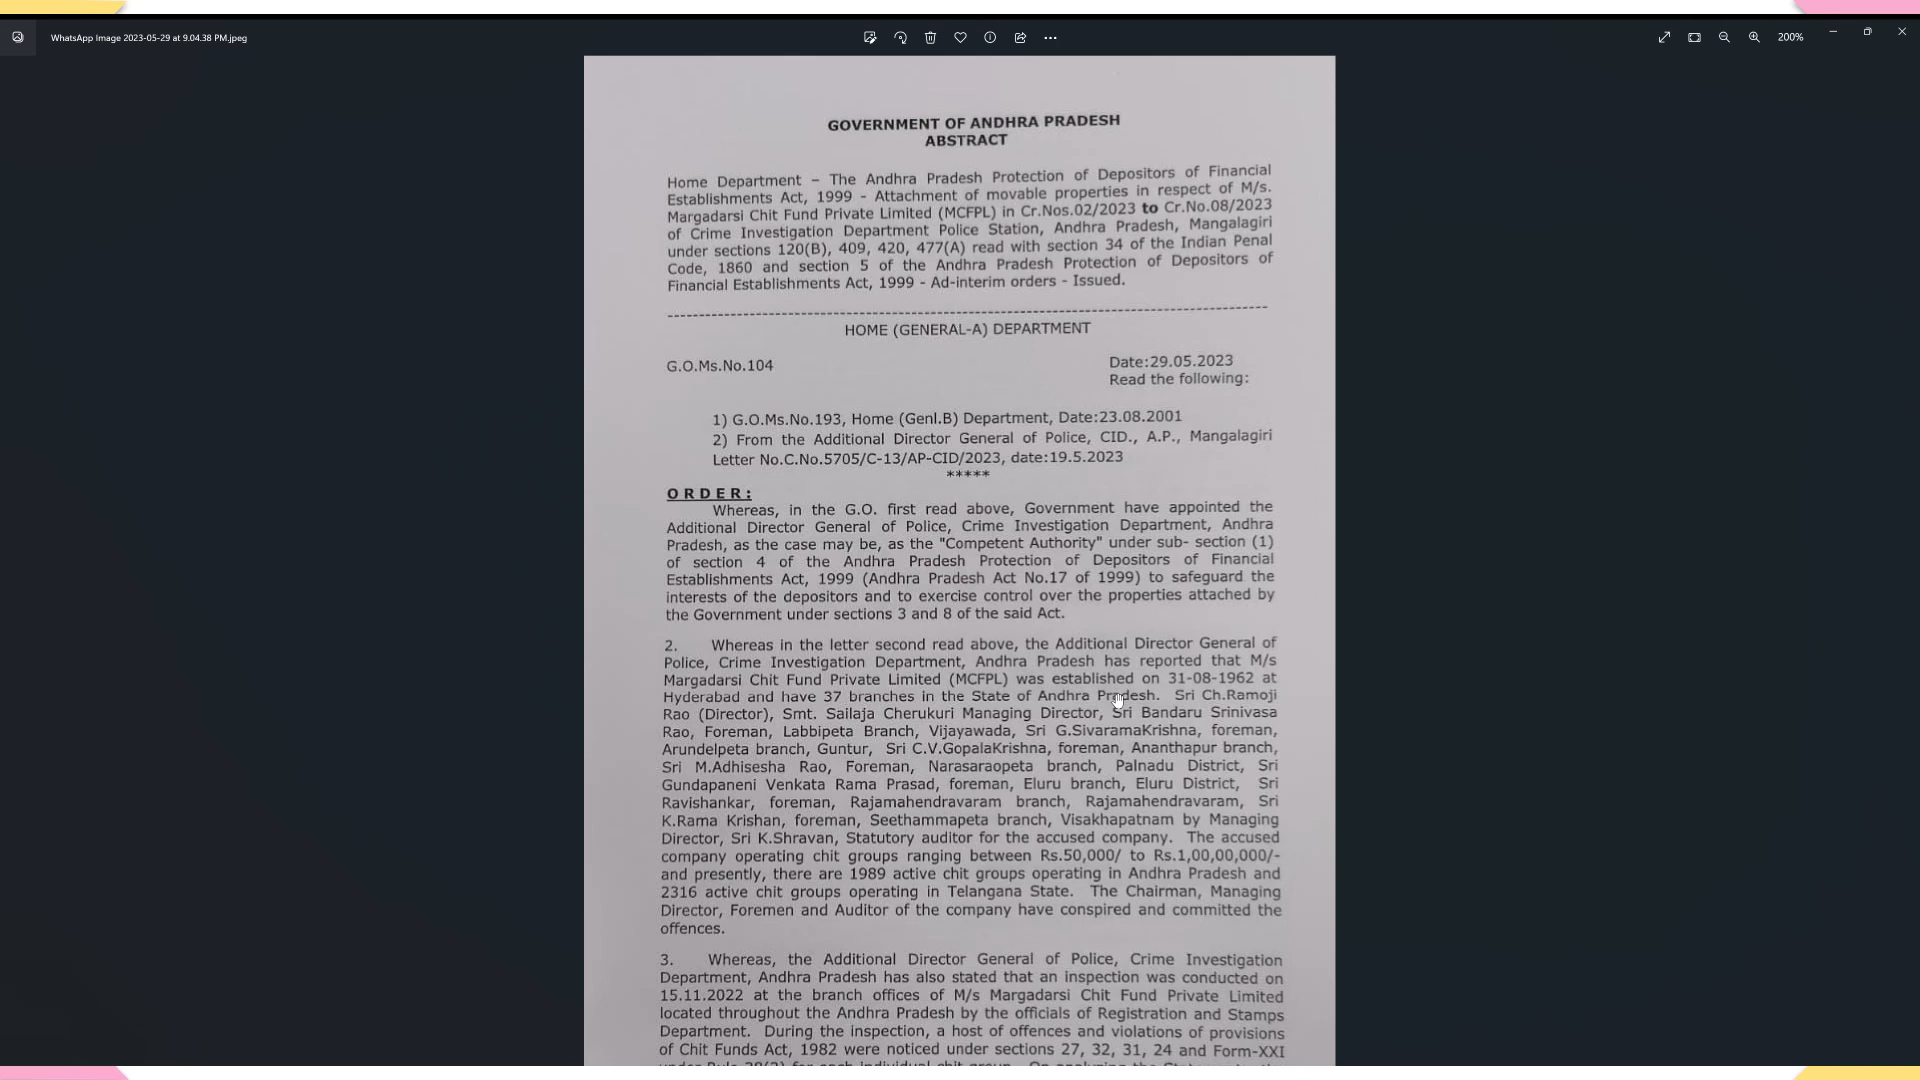 WhatsApp Image 2023-05-29 at 9.04.38 PM.jpeg
200%
GOVERNMENT OF ANDHRA PRADESH
ABSTRACT
Home Department – The Andhra Pradesh Protection of Depositors of Financial
Establishments Act, 1999 - Attachment of movable properties in respect of M/s.
Margadarsi Chit Fund Private Limited (MCFPL) in Cr.Nos.02/2023 to Cr.No.08/2023
of Crime Investigation Department Police Station, Andhra Pradesh, Mangalagiri
under sections 120(B), 409, 420, 477(A) read with section 34 of the Indian Penal
Code, 1860 and section 5 of the Andhra Pradesh Protection of Depositors of
Financial Establishments Act, 1999 - Ad-interim orders - Issued.
HOME (GENERAL-A) DEPARTMENT
G.O.Ms.No.104
Date:29.05.2023
Read the following:
1) G.O.Ms.No.193, Home (Genl.B) Department, Date:23.08.2001
2) From the Additional Director General of Police, CID., A.P., Mangalagiri
Letter No.C.No.5705/C-13/AP-CID/2023, date:19.5.2023
*****
ORDER:
Whereas, in the G.O. first read above, Government have appointed the
Additional Director General of Police, Crime Investigation Department, Andhra
Pradesh, as the case may be, as the "Competent Authority" under sub- section (1)
of section 4 of the Andhra Pradesh Protection of Depositors of Financial
Establishments Act, 1999 (Andhra Pradesh Act No.17 of 1999) to safeguard the
interests of the depositors and to exercise control over the properties attached by
the Government under sections 3 and 8 of the said Act.
2. Whereas in the letter second read above, the Additional Director General of
Police, Crime Investigation Department, Andhra Pradesh has reported that M/s
Margadarsi Chit Fund Private Limited (MCFPL) was established on 31-08-1962 at
Hyderabad and have 37 branches in the State of Andhra Pradesh. Sri Ch.Ramoji
Rao (Director), Smt. Sailaja Cherukuri Managing Director, Sri Bandaru Srinivasa
Rao, Foreman, Labbipeta Branch, Vijayawada, Sri G.SivaramaKrishna, foreman,
Arundelpeta branch, Guntur, Sri C.V.GopalaKrishna, foreman, Ananthapur branch,
Sri M.Adhisesha Rao, Foreman, Narasaraopeta branch, Palnadu District, Sri
Gundapaneni Venkata Rama Prasad, foreman, Eluru branch, Eluru District, Sri
Ravishankar, foreman, Rajamahendravaram branch, Rajamahendravaram, Sri
K.Rama Krishan, foreman, Seethammapeta branch, Visakhapatnam by Managing
Director, Sri K.Shravan, Statutory auditor for the accused company. The accused
company operating chit groups ranging between Rs.50,000/ to Rs.1,00,00,000/-
and presently, there are 1989 active chit groups operating in Andhra Pradesh and
2316 active chit groups operating in Telangana State. The Chairman, Managing
Director, Foremen and Auditor of the company have conspired and committed the
offences.
3. Whereas, the Additional Director General of Police, Crime Investigation
Department, Andhra Pradesh has also stated that an inspection was conducted on
15.11.2022 at the branch offices of M/s Margadarsi Chit Fund Private Limited
located throughout the Andhra Pradesh by the officials of Registration and Stamps
Department. During the inspection, a host of offences and violations of provisions
of Chit Funds Act, 1982 were noticed under sections 27, 32, 31, 24 and Form-XXI